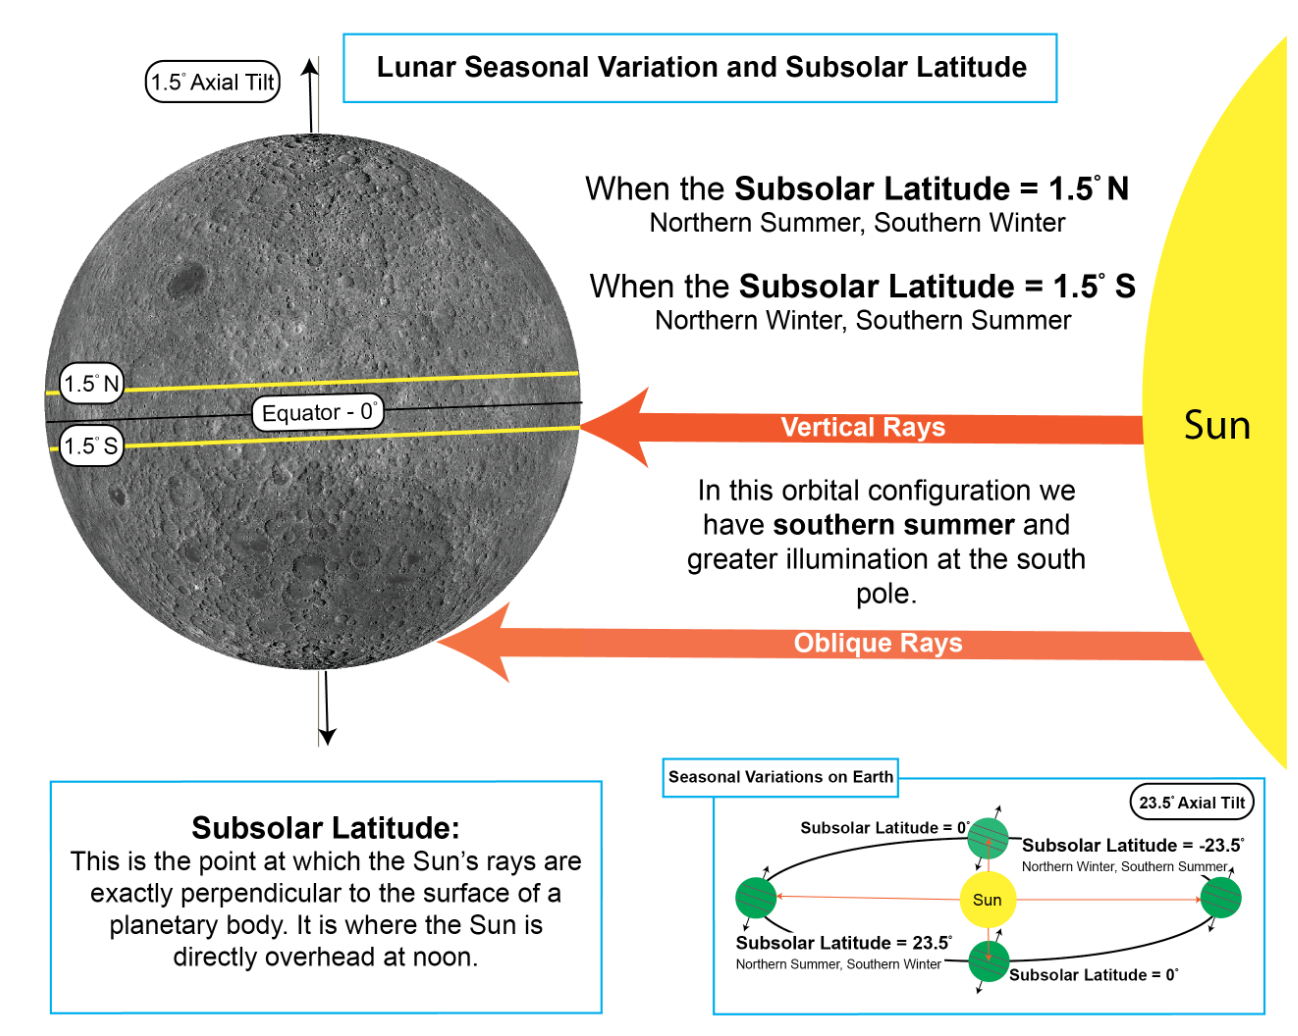 Lunar Seasonal Variation and Subsolar Latitude
1.5° Axial Tilt
When the Subsolar Latitude = 1.5° N
Northern Summer, Southern Winter
When the Subsolar Latitude = 1.5° S
Northern Winter, Southern Summer
1.5° N
Equator - 0°
1.5° S
Vertical Rays
Sun
In this orbital configuration we
have southern summer and
greater illumination at the south
pole.
Oblique Rays
Subsolar Latitude:
This is the point at which the Sun's rays are
exactly perpendicular to the surface of a
planetary body. It is where the Sun is
directly overhead at noon.
Seasonal Variations on Earth
23.5° Axial Tilt
Subsolar Latitude = 0°
Subsolar Latitude = -23.5°
Northern Winter, Southern Summer
Sun
Subsolar Latitude = 23.5°
Northern Summer, Southern Winter
Subsolar Latitude = 0°